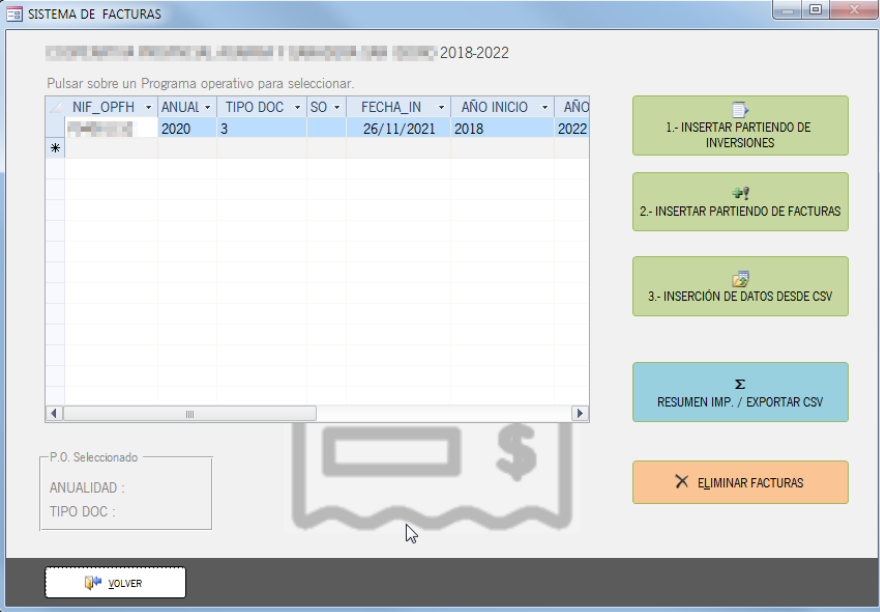 SISTEMA DE FACTURAS
2018-2022
Pulsar sobre un Programa operativo para seleccionar.
NIF_OPFH ANUAL TIPO DOC SO FECHA_IN AÑO INICIO AÑO
2020 3 26/11/2021 2018 2022
1.- INSERTAR PARTIENDO DE
INVERSIONES
2.- INSERTAR PARTIENDO DE FACTURAS
3.- INSERCIÓN DE DATOS DESDE CSV
Σ
RESUMEN IMP. / EXPORTAR CSV
$
P.O. Seleccionado
ANUALIDAD :
TIPO DOC :
ELIMINAR FACTURAS
VOLVER